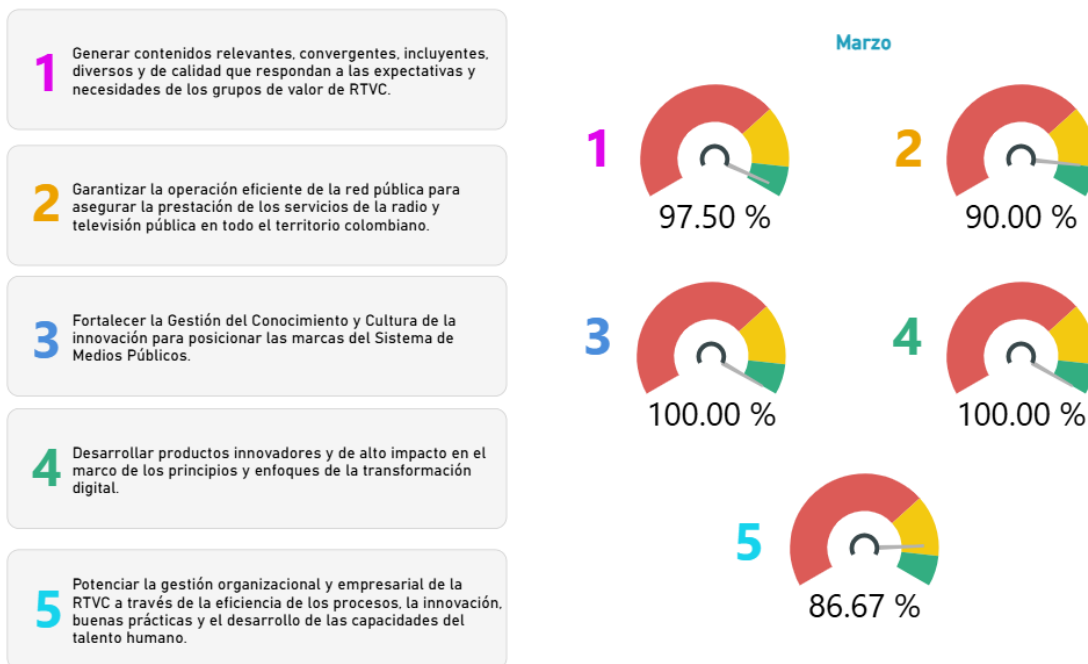 1
Generar contenidos relevantes, convergentes, incluyentes,
diversos y de calidad que respondan a las expectativas y
necesidades de los grupos de valor de RTVC.
2
Garantizar la operación eficiente de la red pública para
asegurar la prestación de los servicios de la radio y
televisión pública en todo el territorio colombiano.
3
Fortalecer la Gestión del Conocimiento y Cultura de la
innovación para posicionar las marcas del Sistema de
Medios Públicos.
4
Desarrollar productos innovadores y de alto impacto en el
marco de los principios y enfoques de la transformación
digital.
5
Potenciar la gestión organizacional y empresarial de la
RTVC a través de la eficiencia de los procesos, la innovación,
buenas prácticas y el desarrollo de las capacidades del
talento humano.
Marzo
1
97.50 %
2
90.00 %
3
100.00 %
4
100.00 %
5
86.67 %